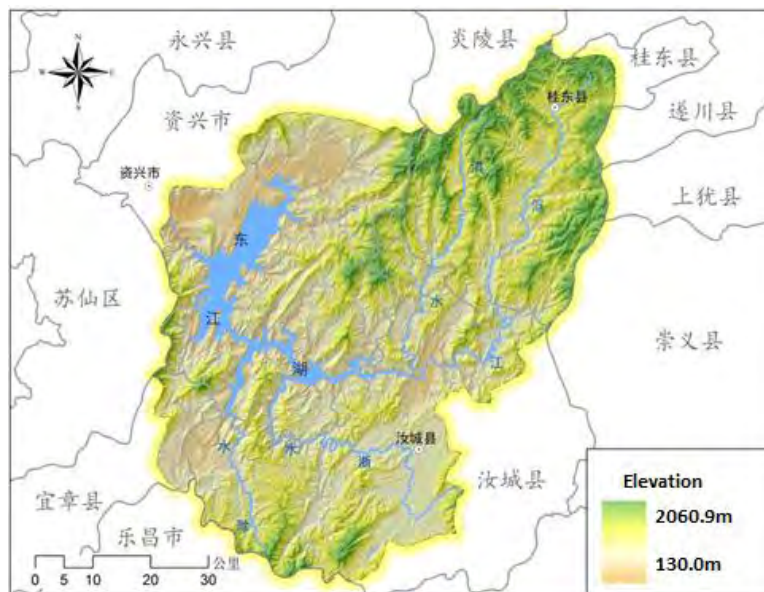 永兴县
炎陵县
桂东县
N
W
E
S
资兴市
桂东县
遂川县
资兴市
上犹县
东
苏仙区
江
水
湖
江
崇义县
汝城县
水
水
浙
汝城县
宜章县
乐昌市
公里
0
5
10
20
30
Elevation
2060.9m
130.0m